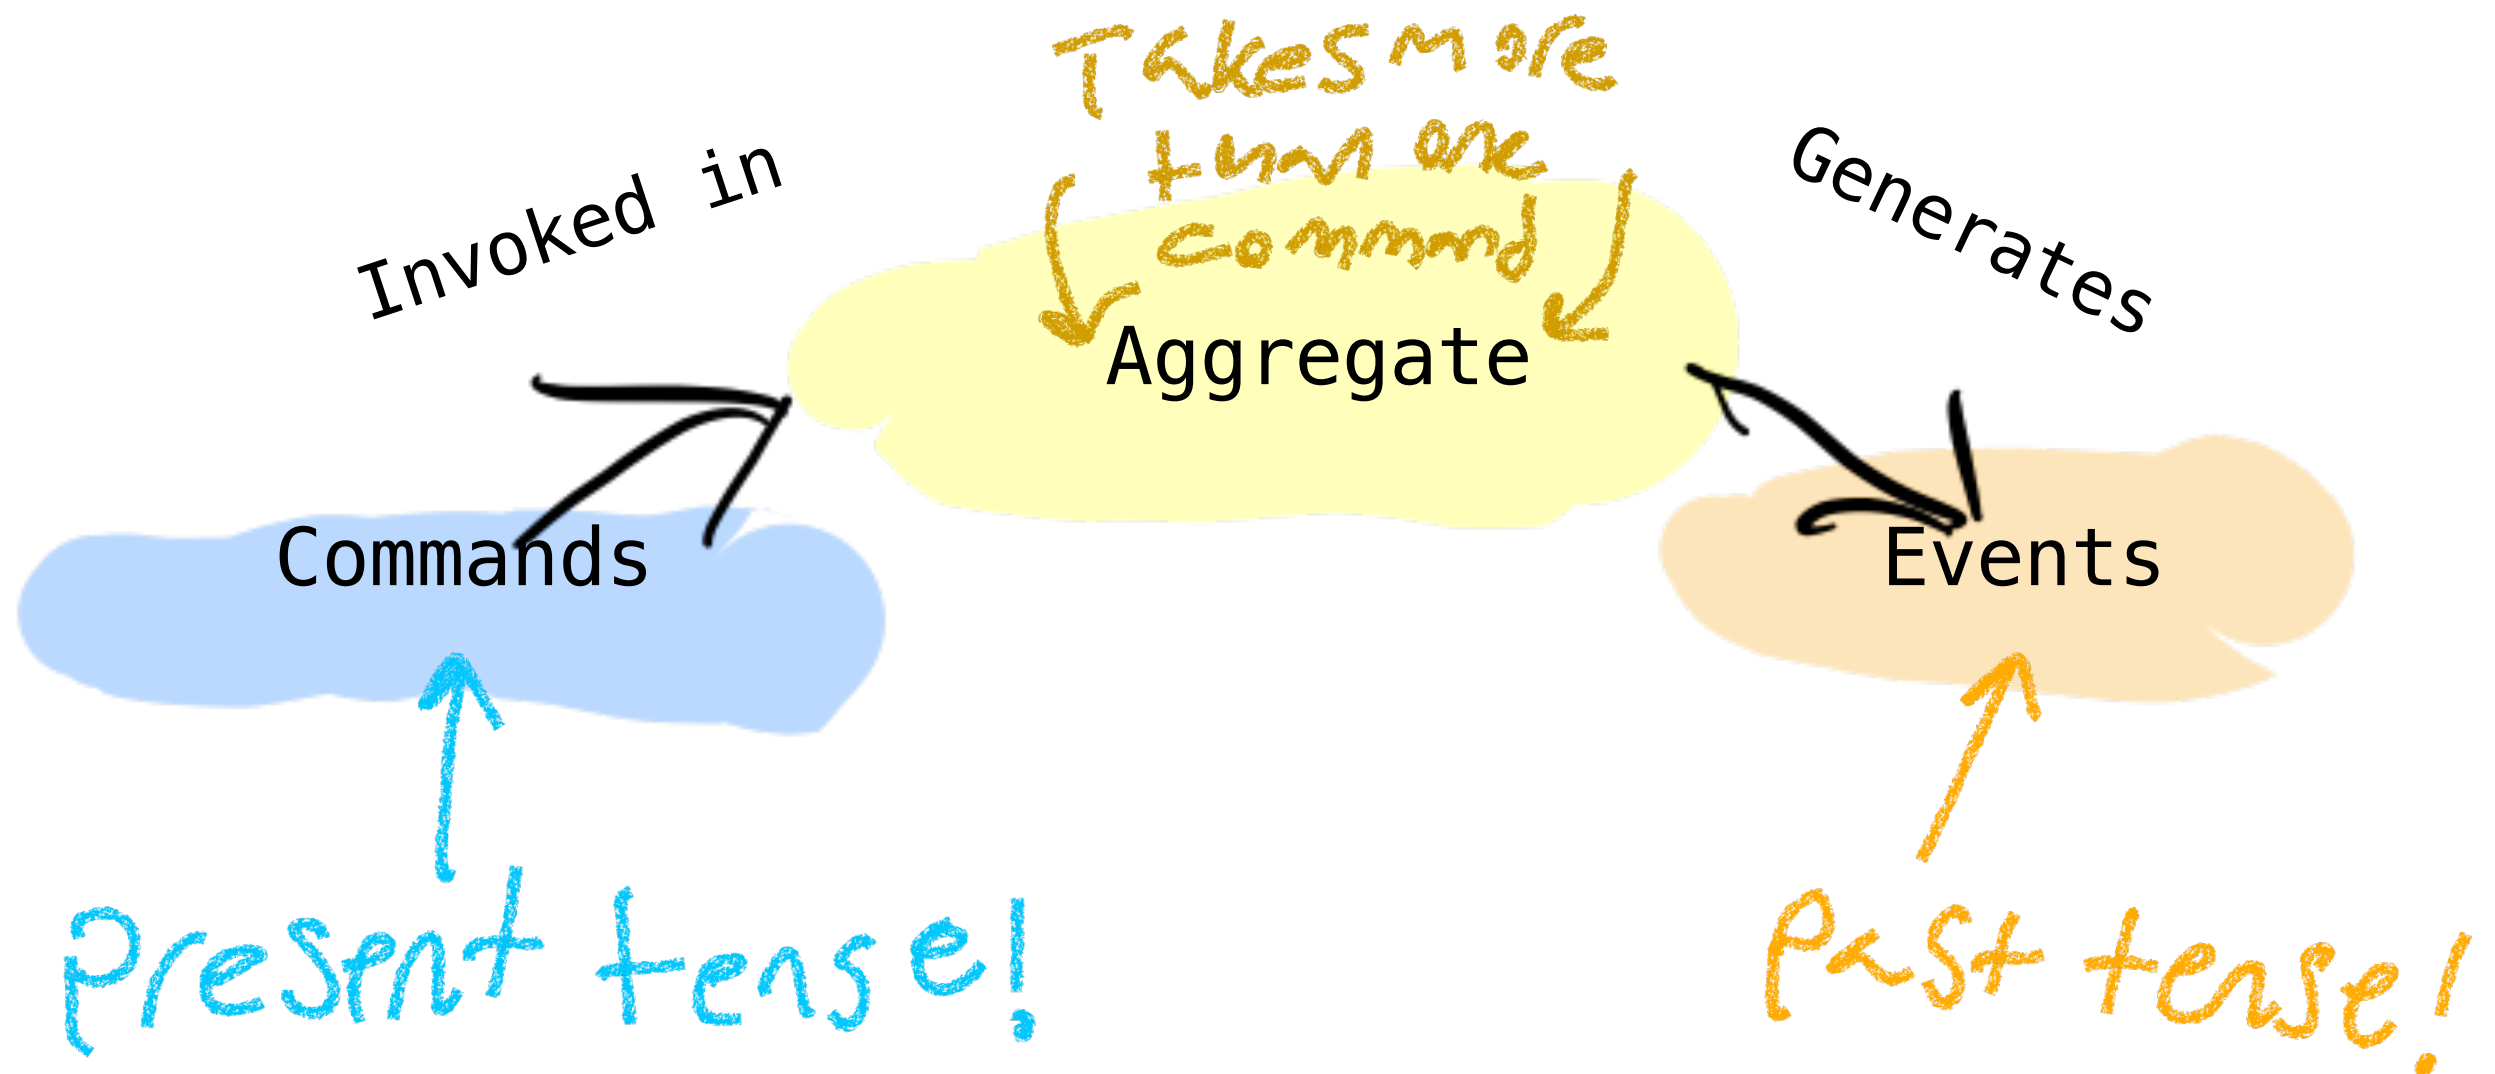 Takes more
than one
command
Invoked in
Generates
Aggregate
Commands
Events
present tense!
past tense!